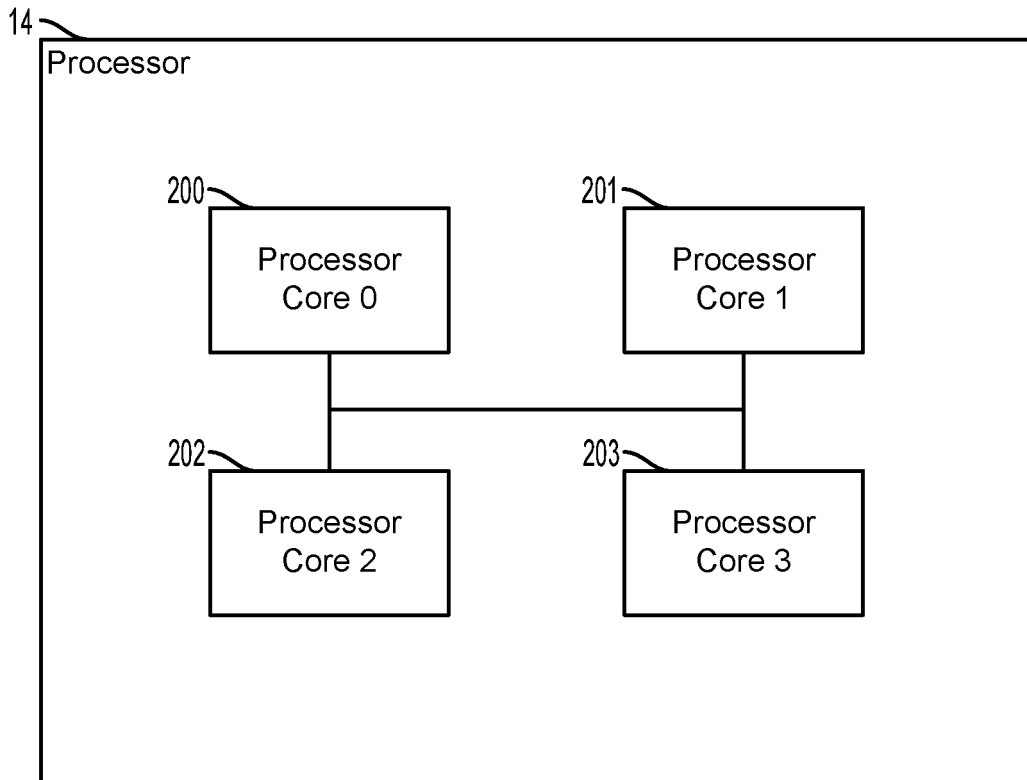 14
Processor
200
201
Processor
Core 0
Processor
Core 1
202
203
Processor
Core 2
Processor
Core 3